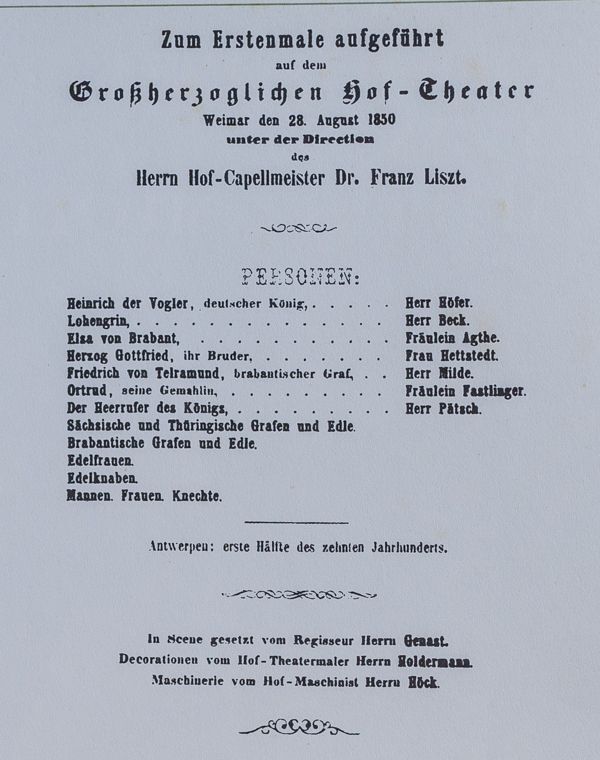 Zum Erstenmale aufgeführt
auf dem
Großherzoglichen Hof-Theater
Weimar den 28. August 1850
unter der Direction
des
Herrn Hof-Capellmeister Dr. Franz Liszt.
PERSONEN:
Heinrich der Vogler, deutscher König, . . . . . Herr Höfer.
Lohengrin, . . . . . . . . . . . . . . Herr Beck.
Elsa von Brabant, . . . . . . . . . . . Fräulein Agthe.
Herzog Gottfried, ihr Bruder, . . . . . . . Frau Hettstedt.
Friedrich von Telramund, brabantischer Graf, . . Herr Milde.
Ortrud, seine Gemahlin, . . . . . . . . . Fräulein Fastlinger.
Der Heerrufer des Königs, . . . . . . . . . Herr Pätsch.
Sächsische und Thüringische Grafen und Edle.
Brabantische Grafen und Edle.
Edelfrauen.
Edelknaben.
Mannen. Frauen. Knechte.
Antwerpen: erste Hälfte des zehnten Jahrhunderts.
In Scene gesetzt vom Regisseur Herrn Genast.
Decorationen vom Hof-Theatermaler Herrn Holdermann.
Maschinerie vom Hof-Maschinist Herrn Höck.